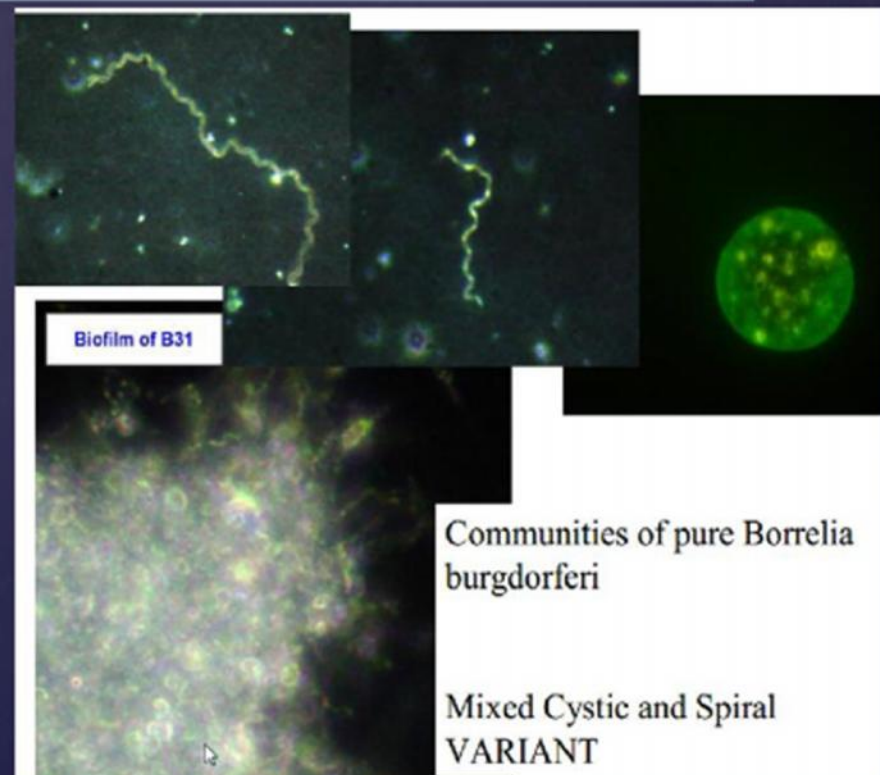 Biofilm of B31
Communities of pure Borrelia
burgdorferi
Mixed Cystic and Spiral
VARIANT